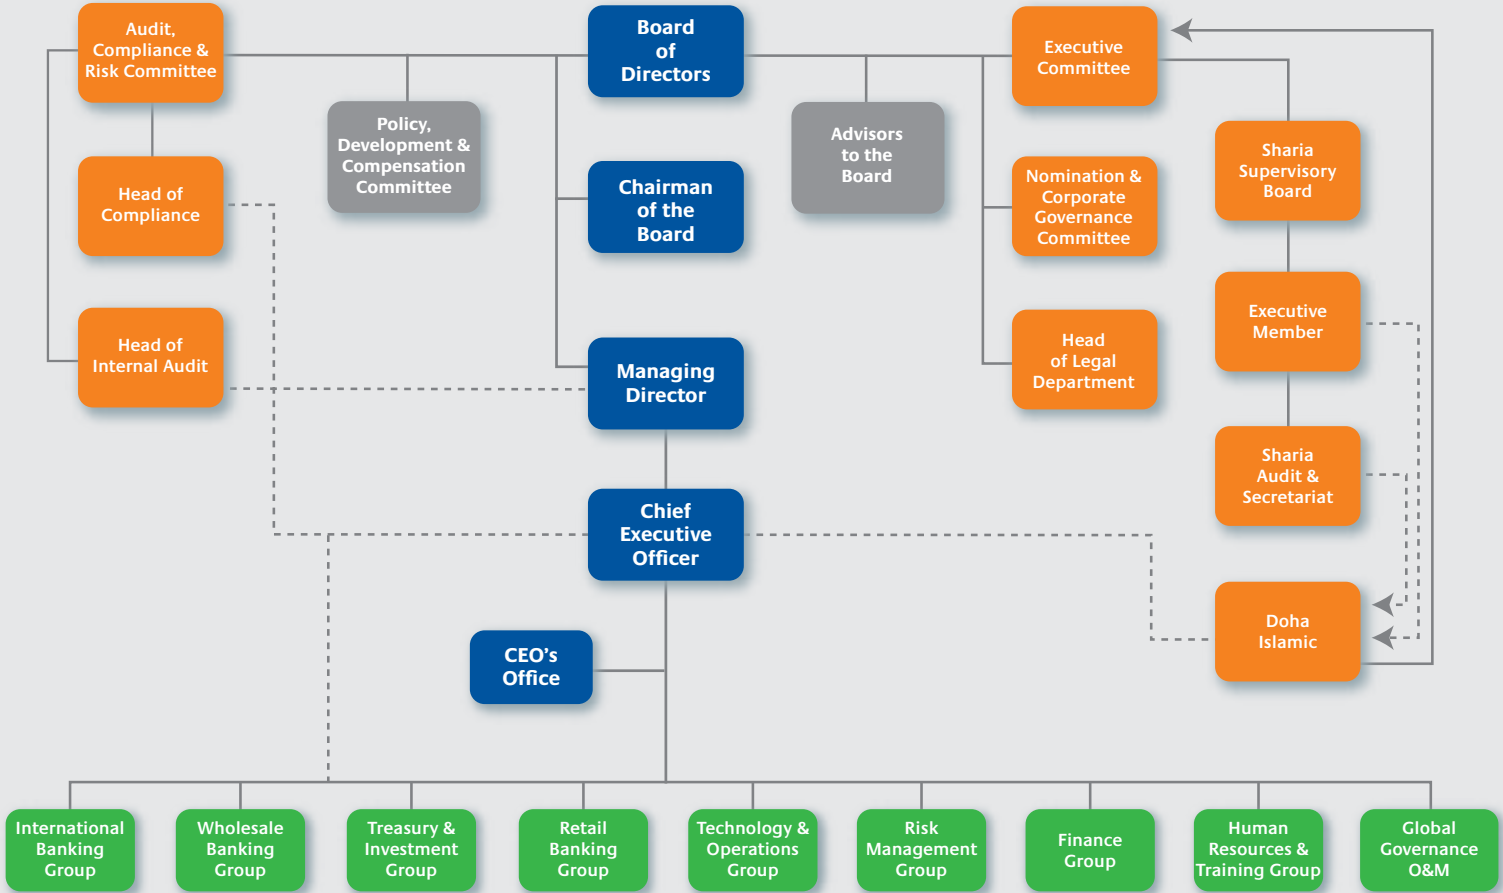 Audit,
Compliance &
Risk Committee
Board
of
Directors
Executive
Committee
Policy,
Development &
Compensation
Committee
Advisors
to the
Board
Sharia
Supervisory
Board
Head of
Compliance
Chairman
of the
Board
Nomination &
Corporate
Governance
Committee
Executive
Member
Head of
Internal Audit
Managing
Director
Head
of Legal
Department
Sharia
Audit &
Secretariat
Chief
Executive
Officer
Doha
Islamic
CEO’s
Office
International
Banking
Group
Wholesale
Banking
Group
Treasury &
Investment
Group
Retail
Banking
Group
Technology &
Operations
Group
Risk
Management
Group
Finance
Group
Human
Resources &
Training Group
Global
Governance
O&M